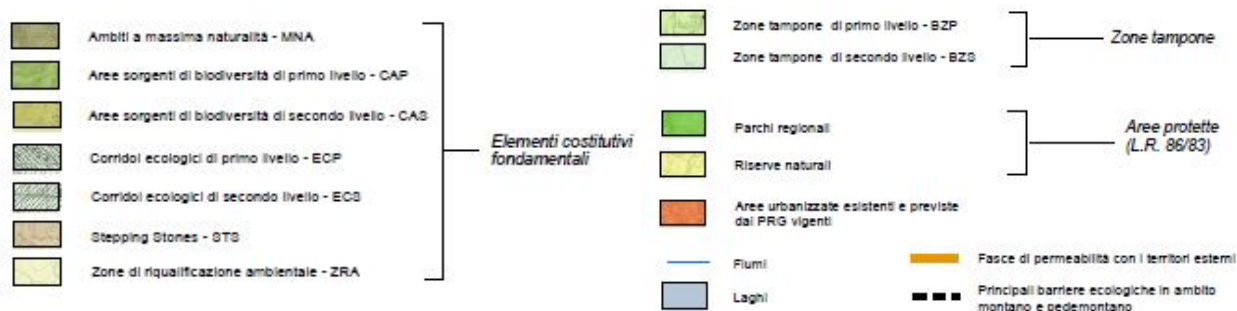 Ambiti a massima naturalità - MNA
Aree sorgenti di biodiversità di primo livello - CAP
Aree sorgenti di biodiversità di secondo livello - CAS
Corridoi ecologici di primo livello - ECP
Corridoi ecologici di secondo livello - ECS
Stepping Stones - STS
Zone di riqualificazione ambientale - ZRA
Elementi costitutivi
fondamentali
Zone tampone di primo livello - BZP
Zone tampone di secondo livello - BZS
Zone tampone
Parchi regionali
Riserve naturali
Aree protette
(L.R. 86/83)
Aree urbanizzate esistenti e previste
dai PRG vigenti
Fiumi
Laghi
Fasce di permeabilità con i territori esterni
Principali barriere ecologiche in ambito
montano e pedemontano